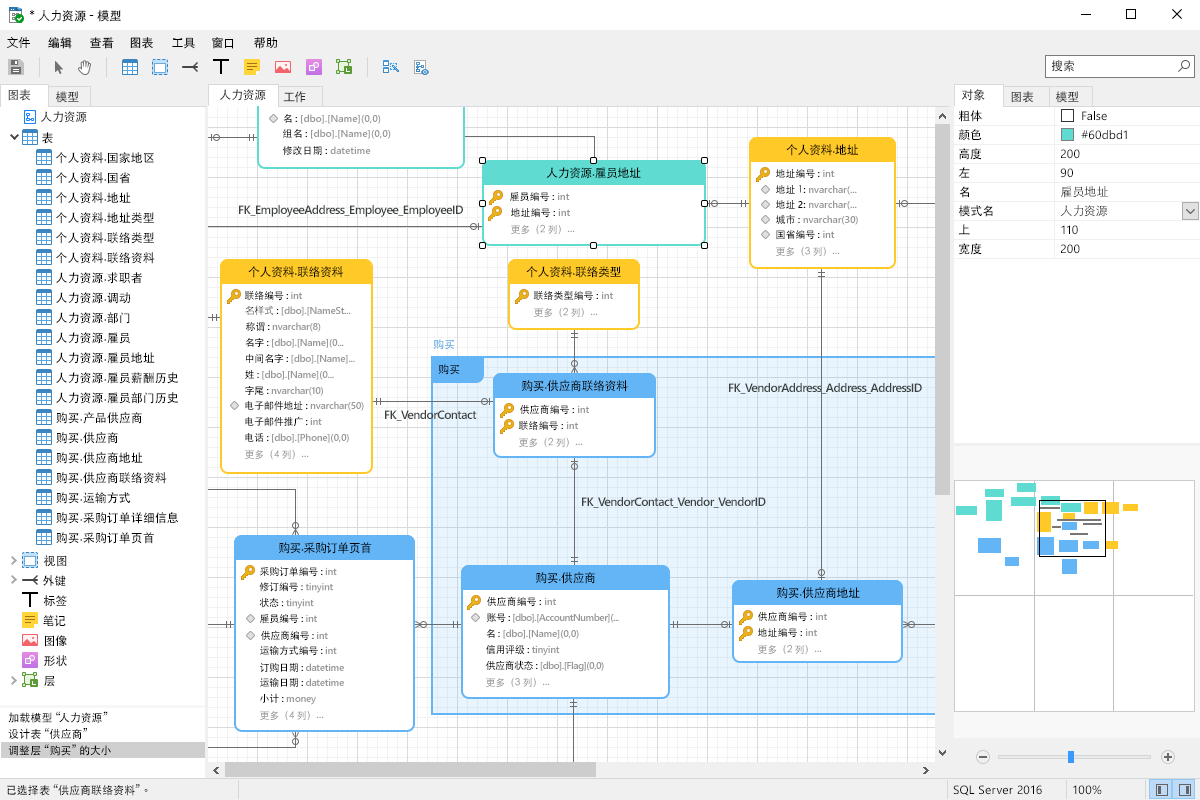 * 人力资源 - 模型
文件 编辑 查看 图表 工具 窗口 帮助
搜索
图表 模型
人力资源
表
个人资料.国家地区
个人资料.国省
个人资料.地址
个人资料.地址类型
个人资料.联络类型
个人资料.联络资料
人力资源.求职者
人力资源.调动
人力资源.部门
人力资源.雇员
人力资源.雇员地址
人力资源.雇员薪酬历史
人力资源.雇员部门历史
购买.产品供应商
购买.供应商
购买.供应商地址
购买.供应商联络资料
购买.运输方式
购买.采购订单详细信息
购买.采购订单页首
视图
外键
标签
笔记
图像
形状
层
加载模型 “人力资源”
设计表 “供应商”
调整层 “购买” 的大小
人力资源 工作
名 : [dbo].[Name](0,0)
组名 : [dbo].[Name](0,0)
修改日期 : datetime
FK_EmployeeAddress_Employee_EmployeeID
人力资源.雇员地址
雇员编号 : int
地址编号 : int
更多（2 列）...
个人资料.地址
地址编号 : int
地址 1: nvarchar(...
地址 2: nvarchar(...
城市 : nvarchar(30)
国省编号 : int
更多（3 列）...
个人资料.联络资料
联络编号 : int
名样式 : [dbo].[NameSt...
称谓 : nvarchar(8)
名字 : [dbo].[Name](0...
中间名字 : [dbo].[Name]...
姓 : [dbo].[Name](0...
字尾 : nvarchar(10)
电子邮件地址 : nvarchar(50)
电子邮件推广 : int
电话 : [dbo].[Phone](0,0)
更多（4 列）...
个人资料.联络类型
联络类型编号 : int
更多（2 列）...
购买
购买
购买.供应商联络资料
供应商编号 : int
联络编号 : int
更多（2 列）...
FK_VendorContact
FK_VendorAddress_Address_AddressID
FK_VendorContact_Vendor_VendorID
购买.采购订单页首
采购订单编号 : int
修订编号 : tinyint
状态 : tinyint
雇员编号 : int
供应商编号 : int
运输方式编号 : int
订购日期 : datetime
运输日期 : datetime
小计 : money
更多（4 列）...
购买.供应商
供应商编号 : int
账号 : [dbo].[AccountNumber](...
名 : [dbo].[Name](0,0)
信用评级 : tinyint
供应商状态 : [dbo].[Flag](0,0)
更多（3 列）...
购买.供应商地址
供应商编号 : int
地址编号 : int
更多（2 列）...
对象 图表 模型
粗体 False
颜色 #60dbd1
高度 200
左 90
名 雇员地址
模式名 人力资源
上 110
宽度 200
已选择表 “供应商联络资料” 。
SQL Server 2016 100%